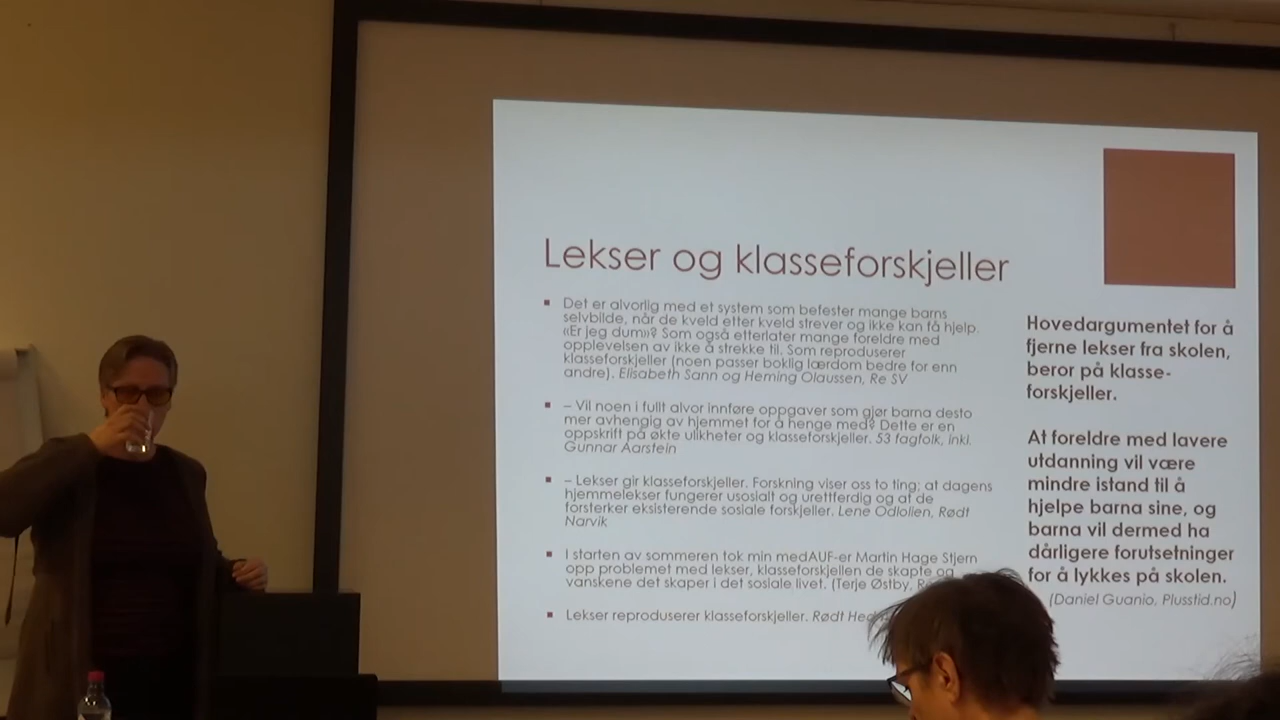 Lekser og klasseforskjeller
Det er alvorlig med et system som befester mange barns
selvbilde, når de kveld etter kveld strever og ikke kan få hjelp.
«Er jeg dum»? Som også etterlater mange foreldre med
opplevelsen av ikke å strekke til. Som reproduserer
klasseforskjeller (noen passer boklig lærdom bedre for enn
andre). Elisabeth Sann og Herning Olaussen, Re SV
– Vil noen i fullt alvor innføre oppgaver som gjør barna desto
mer avhengig av hjemmet for å henge med? Dette er en
oppskrift på økte ulikheter og klasseforskjeller. 53 fagfolk, inkl.
Gunnar Aarstein
– Lekser gir klasseforskjeller. Forskning viser oss to ting; at dagens
hjemmelekser fungerer usosialt og urettferdig og at de
forsterker eksisterende sosiale forskjeller. Lene Odlolien, Rødt
Narvik
I starten av sommeren tok min medAUF-er Martin Hage Stjern
opp problemet med lekser, klasseforskjellen de skapte og
vanskene det skaper i det sosiale livet. (Terje Østby,
Lekser reproduserer klasseforskjeller. Rødt
Hovedargumentet for å
fjerne lekser fra skolen,
beror på klasse-
forskjeller.
At foreldre med lavere
utdanning vil være
mindre istand til å
hjelpe barna sine, og
barna vil dermed ha
dårligere forutsetninger
for å lykkes på skolen.
(Daniel Guanio, Plusstid.no)